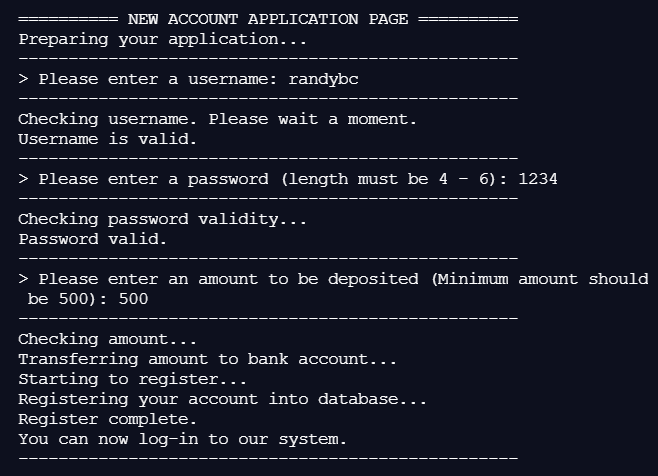 ========== NEW ACCOUNT APPLICATION PAGE ==========
Preparing your application...
--------------------------------------------------
> Please enter a username: randybc
--------------------------------------------------
Checking username. Please wait a moment.
Username is valid.
--------------------------------------------------
> Please enter a password (length must be 4 - 6): 1234
--------------------------------------------------
Checking password validity...
Password valid.
--------------------------------------------------
> Please enter an amount to be deposited (Minimum amount should
 be 500): 500
--------------------------------------------------
Checking amount...
Transferring amount to bank account...
Starting to register...
Registering your account into database...
Register complete.
You can now log-in to our system.
--------------------------------------------------